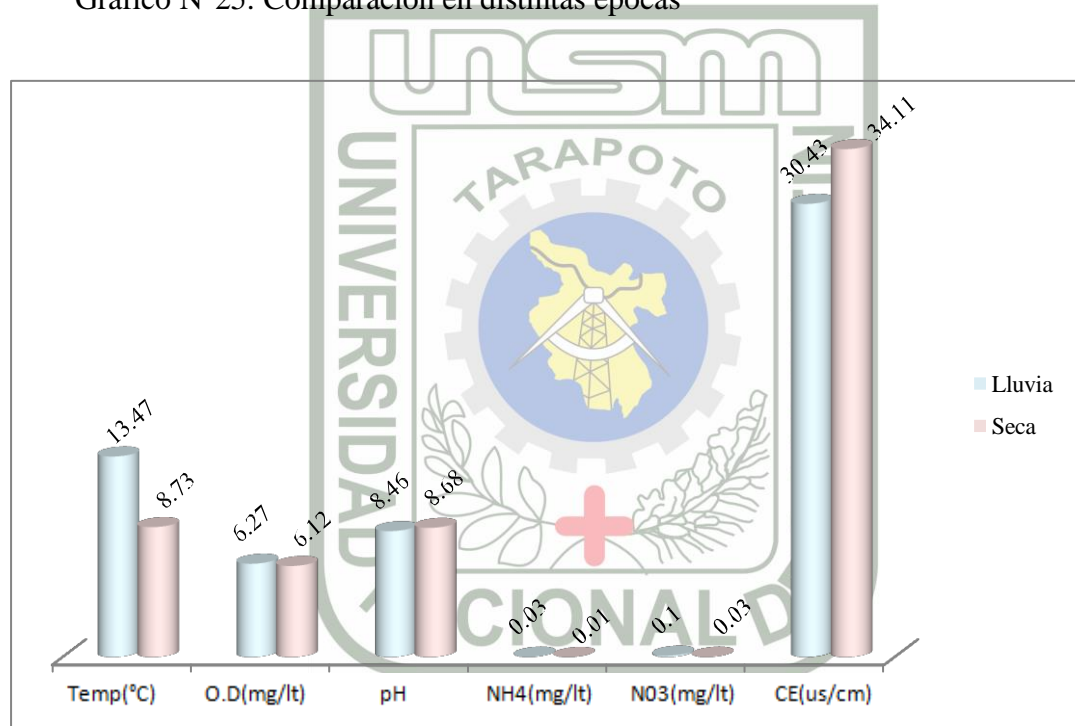 Gráfico N°25: Comparación en distintas épocas
unsm
TARAPOTO
UNIVERSIDAD
NACIONAL D
30.43
34.11
13.47
8.73
6.27
6.12
8.46
8.68
0.03
0.01
0.1
0.03
Lluvia
Seca
Temp(°C) O.D(mg/lt) pH NH4(mg/lt) N03(mg/lt) CE(us/cm)